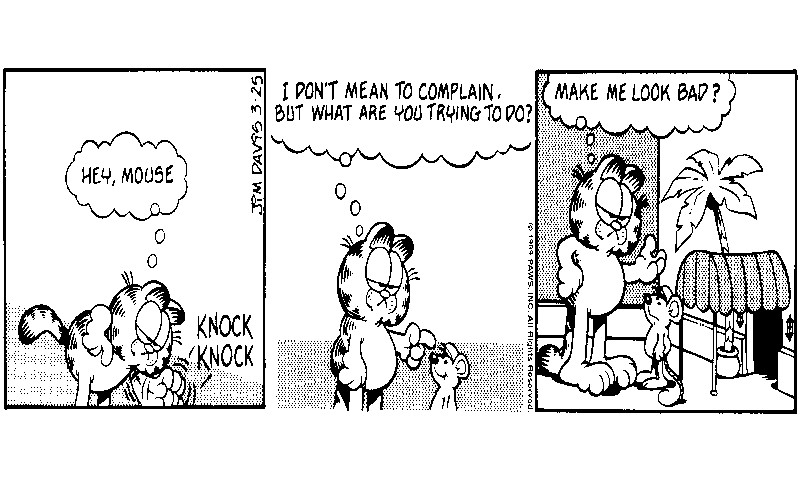 HEY, MOUSE
KNOCK
KNOCK
JIM DAVIS 3·25
I DON'T MEAN TO COMPLAIN,
BUT WHAT ARE YOU TRYING TO DO?
© 1989 PAWS, INC. All Rights Reserved.
MAKE ME LOOK BAD?